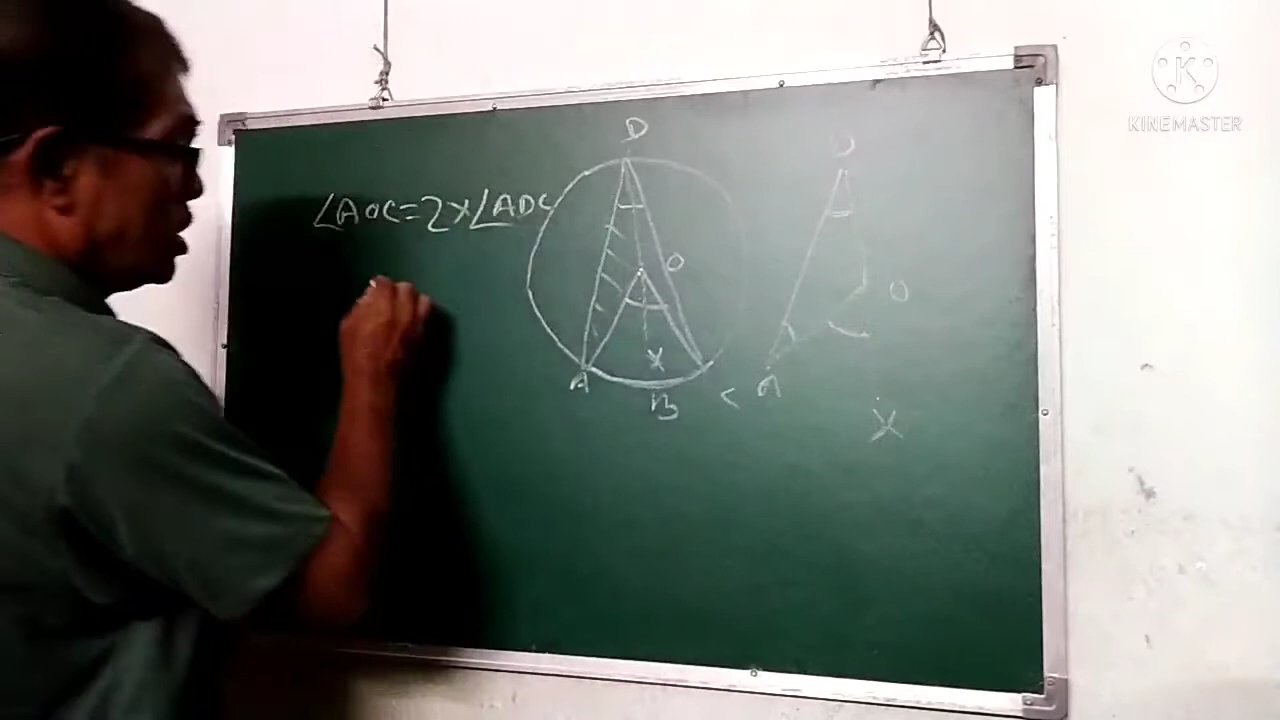 D D
∠AOC=2×∠ADC
O
O
X
A B C A
X
KINEMASTER